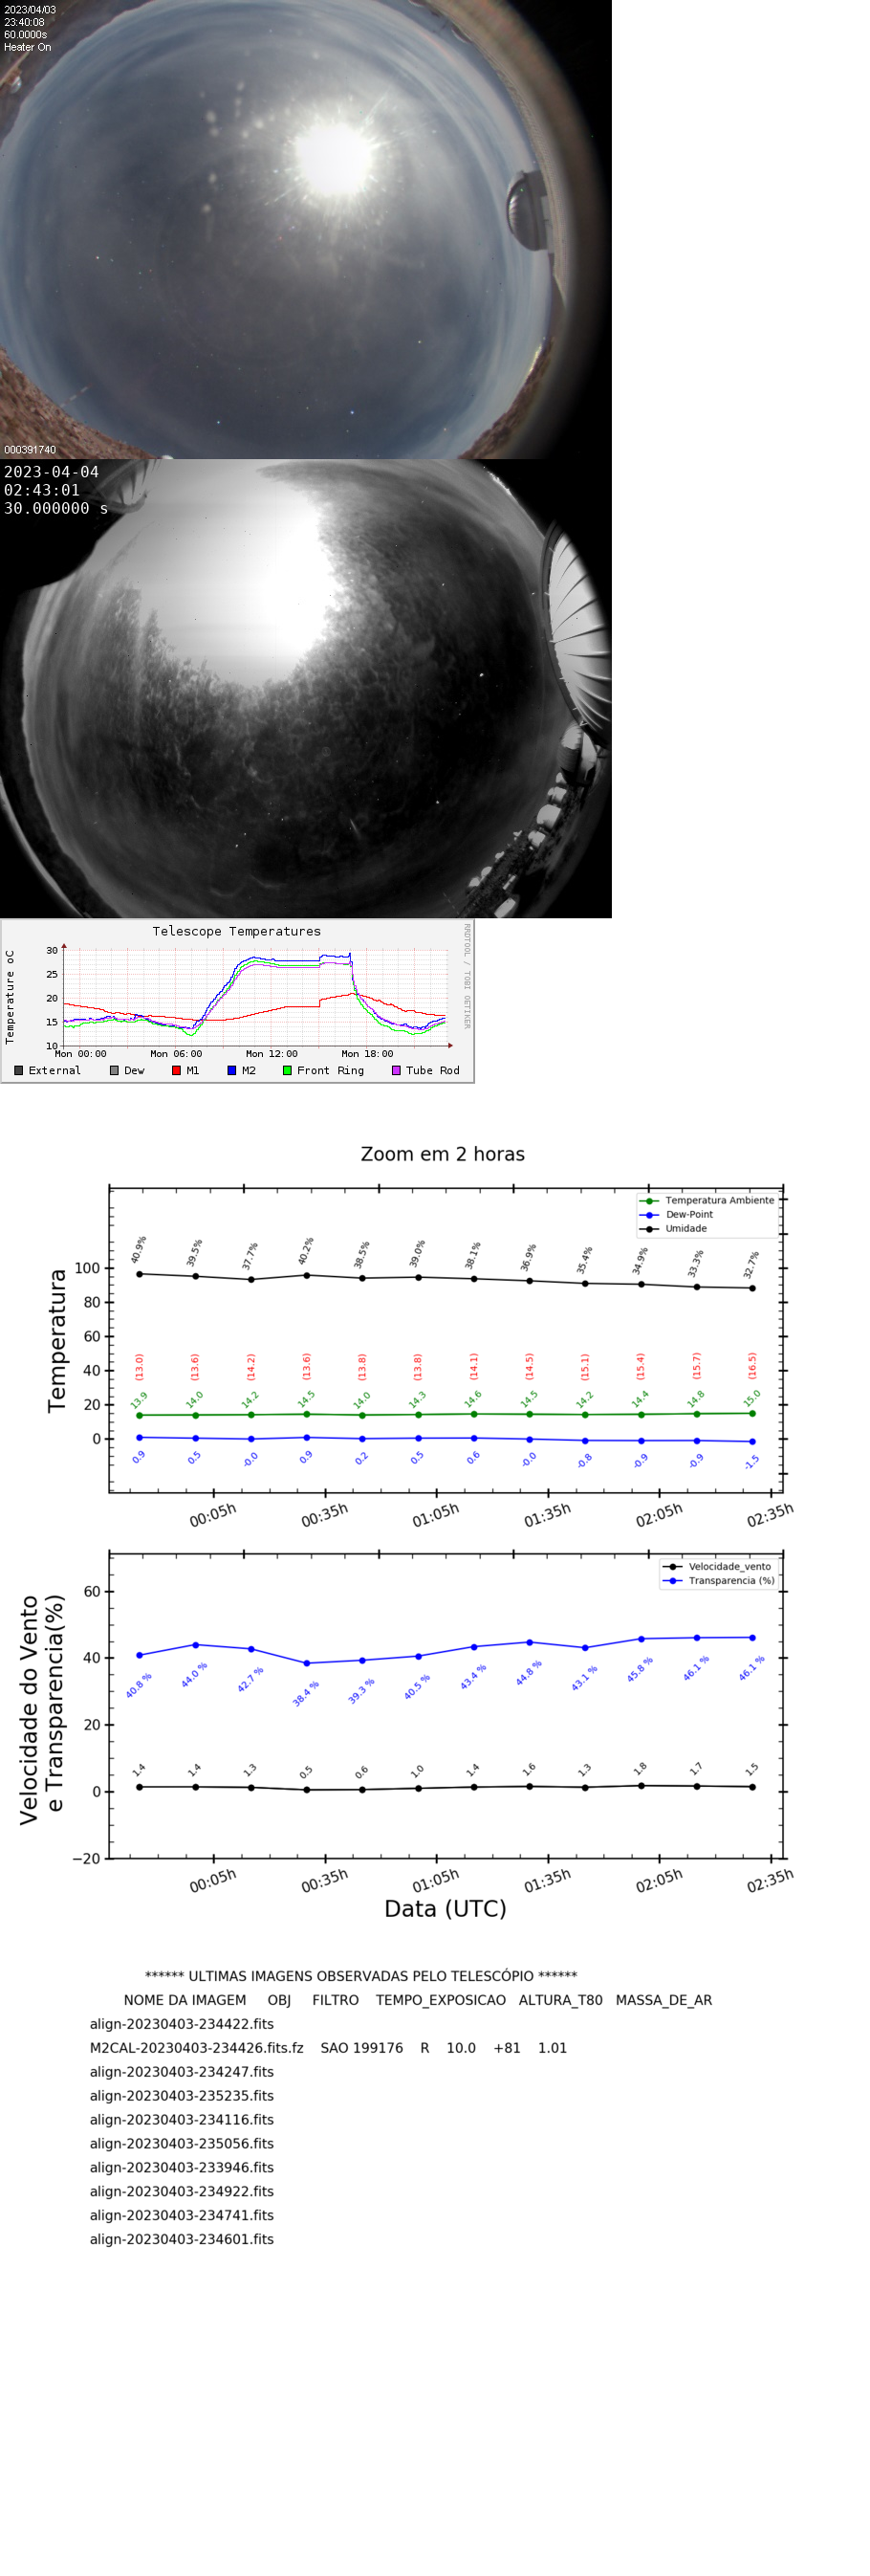 2023/04/03
23:40:08
60.0000s
Heater On
000391740
2023-04-04
02:43:01
30.000000 s
Telescope Temperatures
RRDTOOL / TOBI OETIKER
Temperature oC
30
25
20
15
10
Mon 00:00 Mon 06:00 Mon 12:00 Mon 18:00
External Dew M1 M2 Front Ring Tube Rod
Zoom em 2 horas
Temperatura Ambiente
Dew-Point
Umidade
Temperatura
100
80
60
40
20
0
40.9% 39.5% 37.7% 40.2% 38.5% 39.0% 38.1% 36.9% 35.4% 34.9% 33.3% 32.7%
(13.0) (13.6) (14.2) (13.6) (13.8) (13.8) (14.1) (14.5) (15.1) (15.4) (15.7) (16.5)
13.9 14.0 14.2 14.5 14.0 14.3 14.6 14.5 14.2 14.4 14.8 15.0
0.9 0.5 -0.0 0.9 0.2 0.5 0.6 -0.0 -0.8 -0.9 -0.9 -1.5
00:05h 00:35h 01:05h 01:35h 02:05h 02:35h
Velocidade_vento
Transparencia (%)
Velocidade do Vento
e Transparencia(%)
60
40
20
0
−20
40.8 % 44.0 % 42.7 % 38.4 % 39.3 % 40.5 % 43.4 % 44.8 % 43.1 % 45.8 % 46.1 % 46.1 %
1.4 1.4 1.3 0.5 0.6 1.0 1.4 1.6 1.3 1.8 1.7 1.5
00:05h 00:35h 01:05h 01:35h 02:05h 02:35h
Data (UTC)
****** ULTIMAS IMAGENS OBSERVADAS PELO TELESCÓPIO ******
NOME DA IMAGEM OBJ FILTRO TEMPO_EXPOSICAO ALTURA_T80 MASSA_DE_AR
align-20230403-234422.fits
M2CAL-20230403-234426.fits.fz SAO 199176 R 10.0 +81 1.01
align-20230403-234247.fits
align-20230403-235235.fits
align-20230403-234116.fits
align-20230403-235056.fits
align-20230403-233946.fits
align-20230403-234922.fits
align-20230403-234741.fits
align-20230403-234601.fits